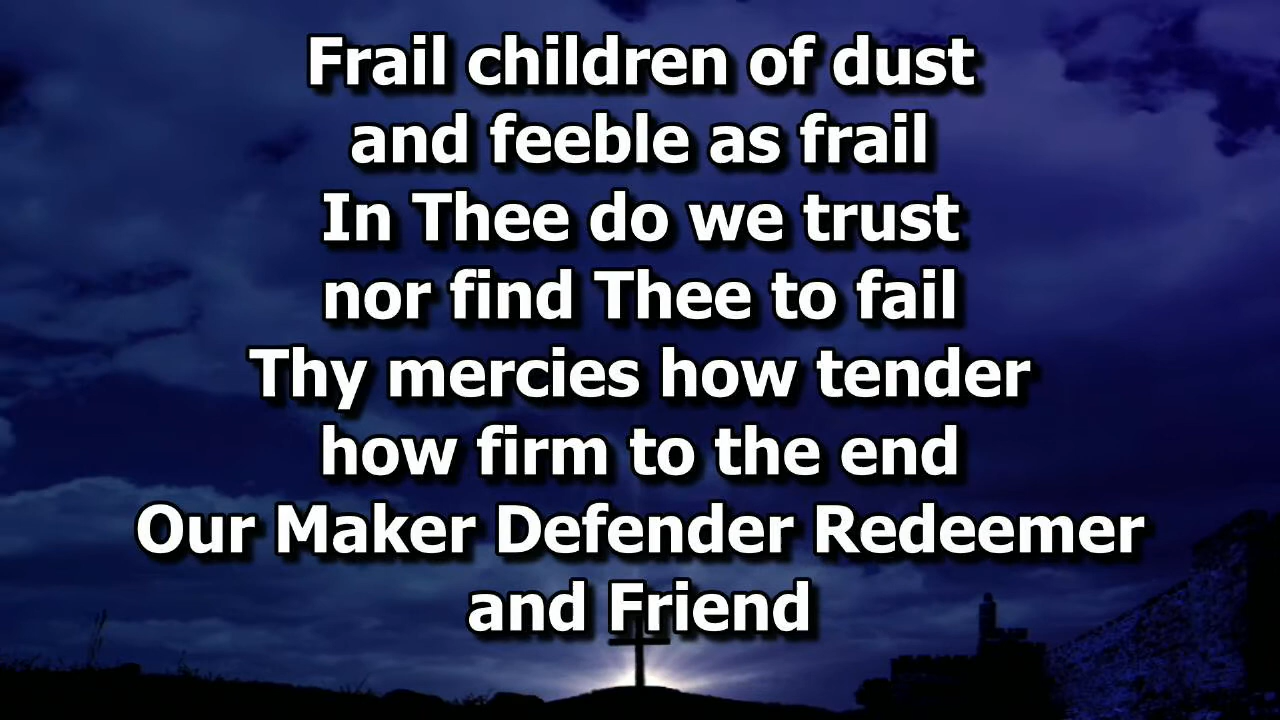 Frail children of dust
and feeble as frail
In Thee do we trust
nor find Thee to fail
Thy mercies how tender
how firm to the end
Our Maker Defender Redeemer
and Friend